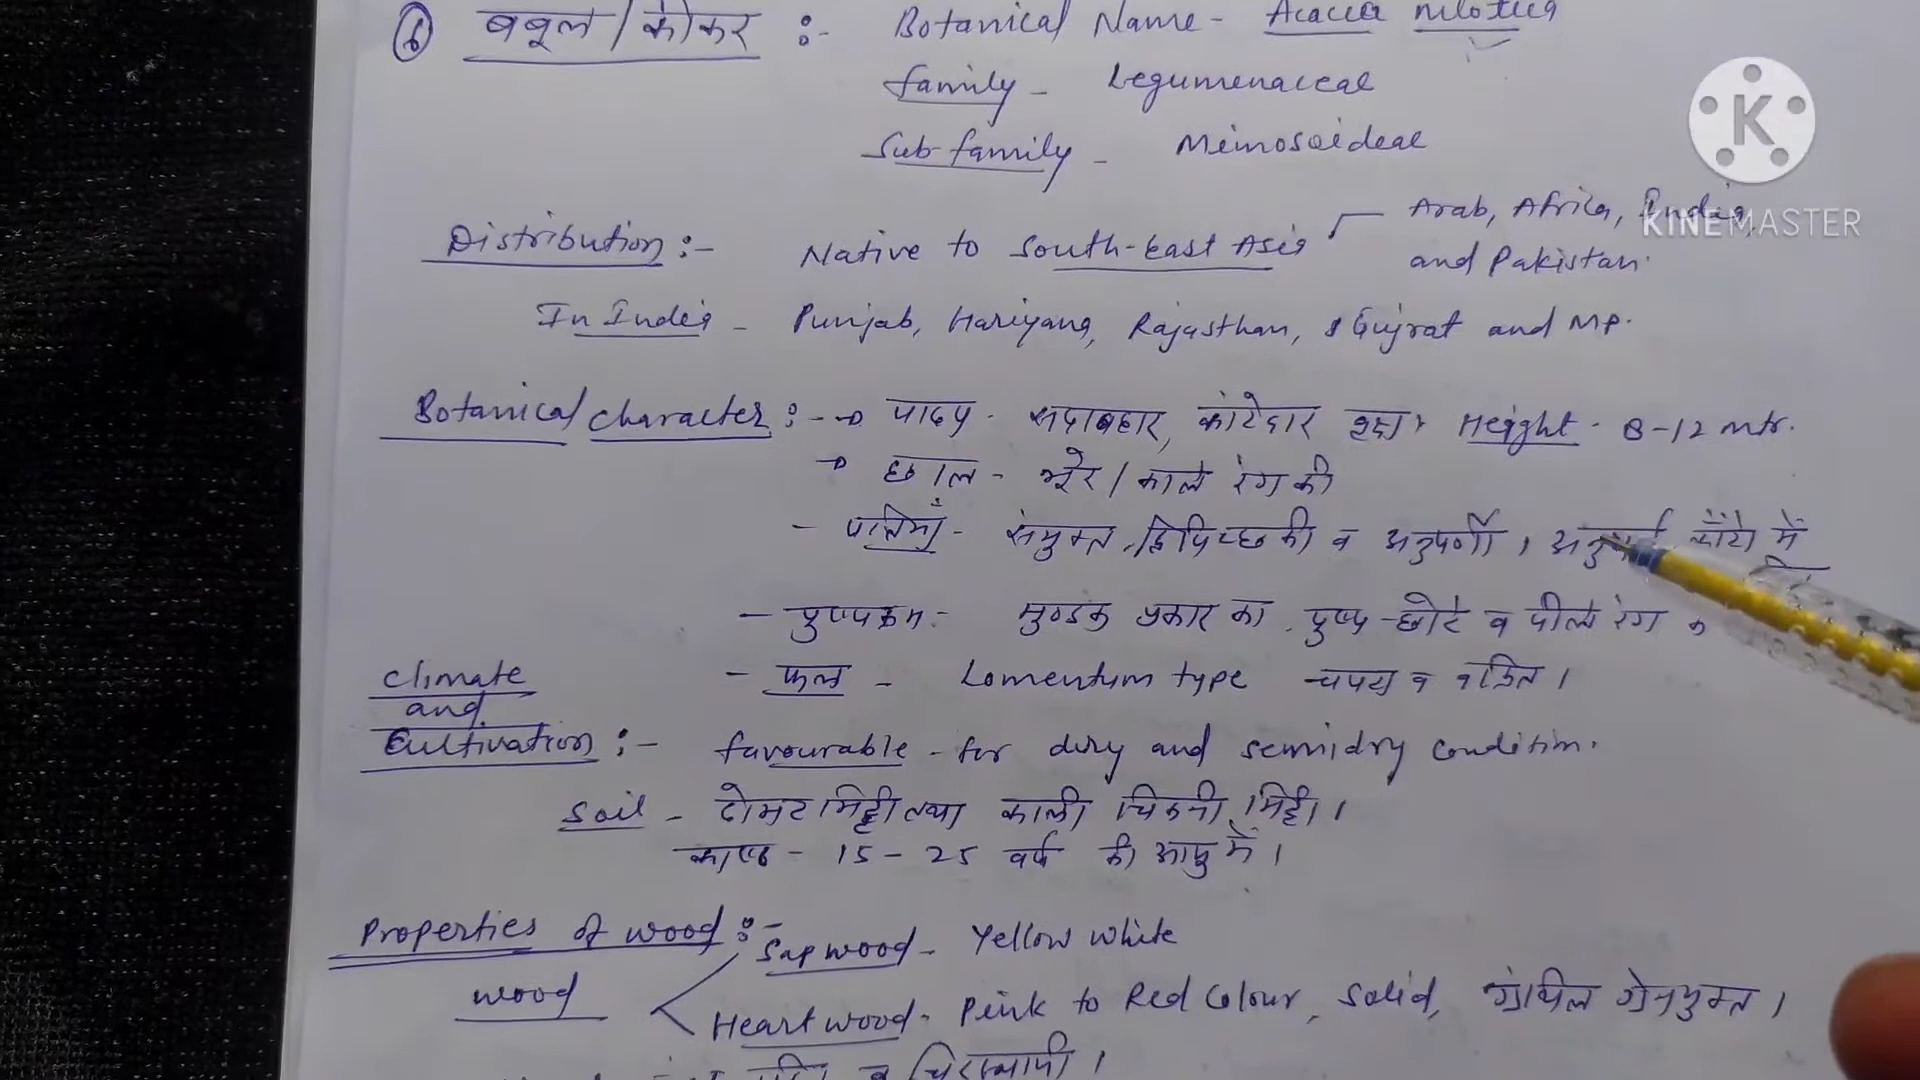 ⑥ बबूल/कीकर :- Botanical Name - Acacia nilotica
family - Legumenaceae
Sub-family - Meimosoideae
Distribution :- Native to South-East Asia Arab, Africa, India and Pakistan.
In India - Punjab, Hariyana, Rajasthan, Gujrat and MP.
Botanical character :- → पादप - सदाबहार, कांटेदार वृक्ष। Height - 8-12 mtr.
→ छाल - भूरे/काले रंग की
- पत्तियाँ - संयुक्त, द्विपिच्छकी व अनुपर्णी, अनुपर्ण काँटों में
- पुष्पक्रम - मुण्डक प्रकार का, पुष्प - छोटे व पीले रंग
- फल - Lomentum type चपटा व
Climate and Cultivation :- favourable - for dry and semidry condition.
Soil - दोमट मिट्टी तथा काली चिकनी मिट्टी।
काष्ठ - 15-25 वर्ष की आयु में।
Properties of wood :-
wood Sapwood - Yellow white
Heartwood - Pink to Red Colour, Solid,
व चिरस्थायी।
K
KINEMASTER